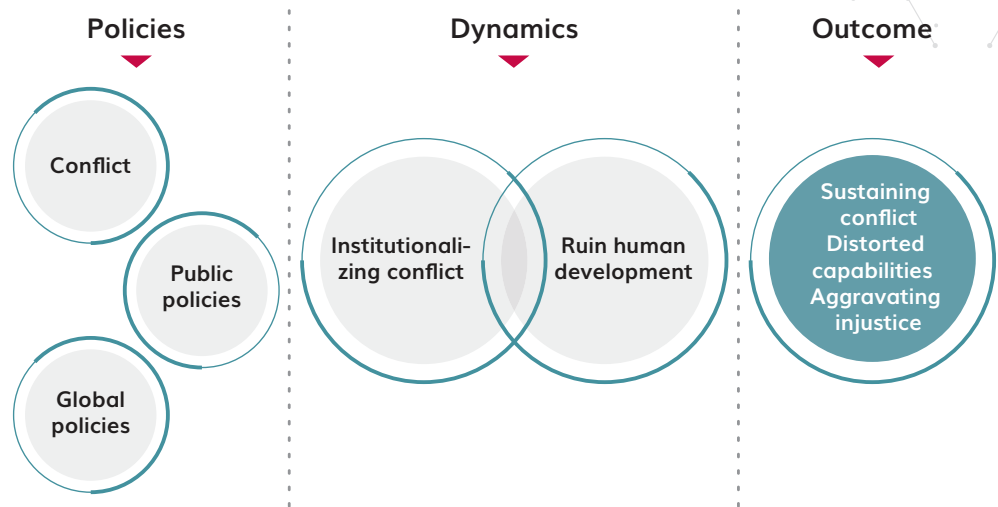 Policies
Conflict
Public
policies
Global
policies
Dynamics
Institutionali-
zing conflict
Ruin human
development
Outcome
Sustaining
conflict
Distorted
capabilities
Aggravating
injustice